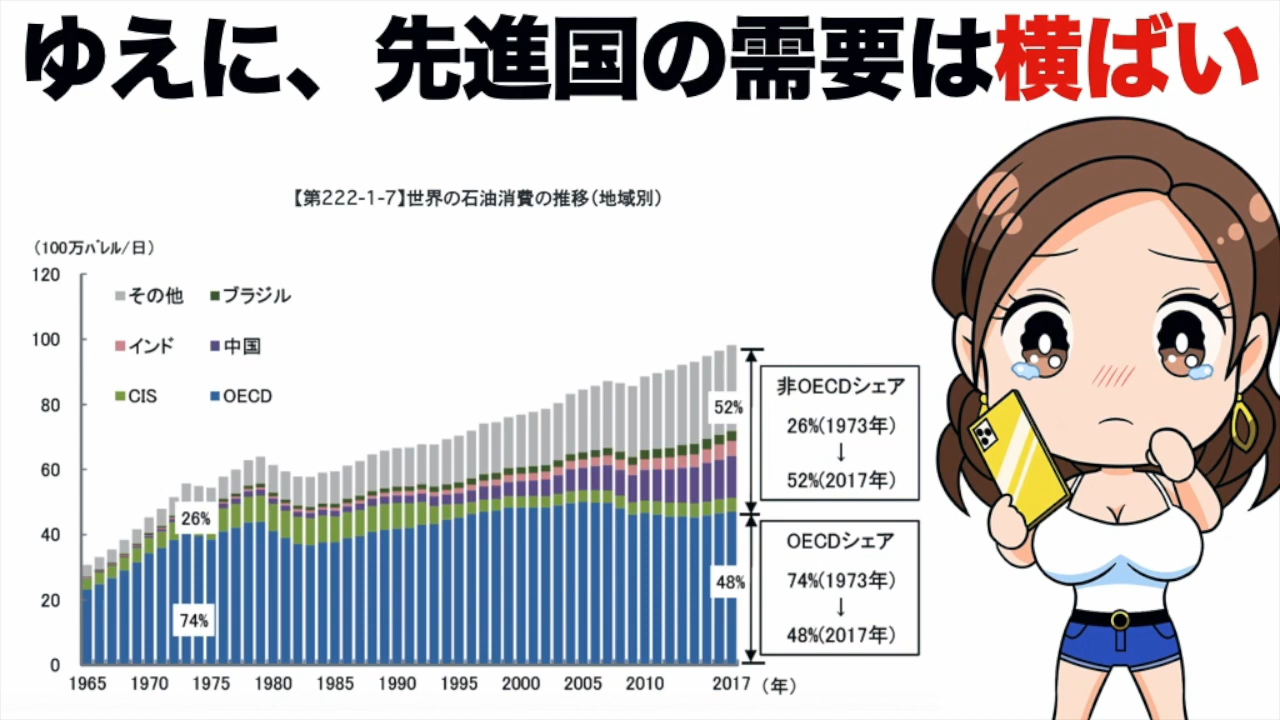 ゆえに、先進国の需要は横ばい
【第222-1-7】世界の石油消費の推移(地域別)
(100万バレル/日)
120
100
80
60
40
20
0
その他 ブラジル
インド 中国
CIS OECD
26%
74%
52%
48%
非OECDシェア
26%(1973年)
↓
52%(2017年)
OECDシェア
74%(1973年)
↓
48%(2017年)
1965 1970 1975 1980 1985 1990 1995 2000 2005 2010 2017 (年)